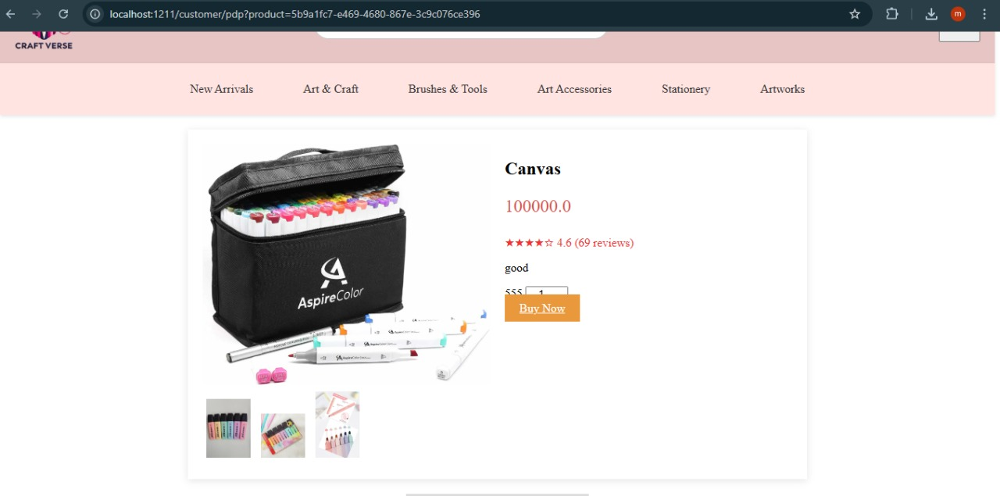 localhost:1211/customer/pdp?product=5b9a1fc7-e469-4680-867e-3c9c076ce396
m
CRAFT VERSE
New Arrivals Art & Craft Brushes & Tools Art Accessories Stationery Artworks
Canvas
100000.0
★★★★☆ 4.6 (69 reviews)
good
555 1
Buy Now
AspireColor